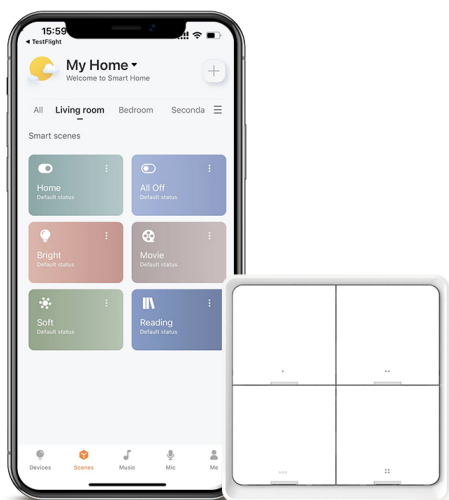 15:59
◀ TestFlight
My Home
Welcome to Smart Home
All Living room Bedroom Seconda
Smart scenes
Home All Off
Default status Default status
Bright Movie
Default status Default status
Soft Reading
Default status Default status
Devices Scenes Music Mic Me